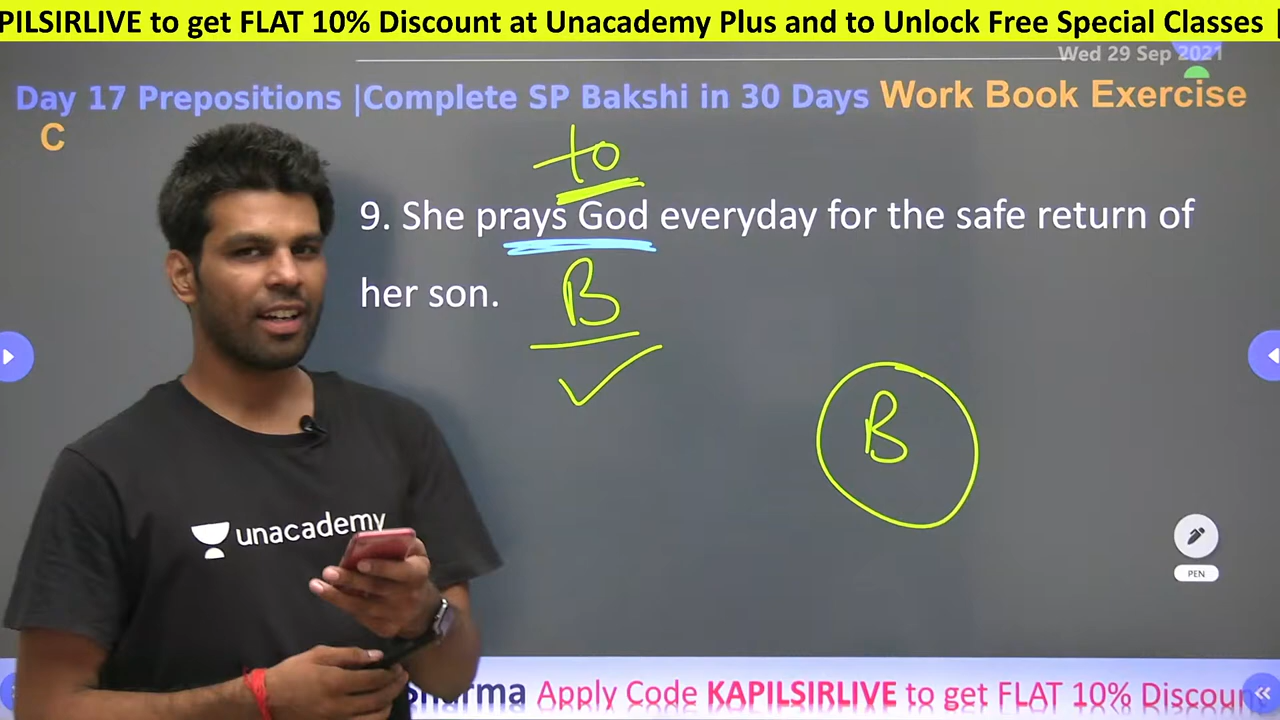 PILSIRLIVE to get FLAT 10% Discount at Unacademy Plus and to Unlock Free Special Classes |
Wed 29 Sep 2021
Day 17 Prepositions |Complete SP Bakshi in 30 Days Work Book Exercise
C
to
9. She prays God everyday for the safe return of
her son.
B
B
unacademy
PEN
Sharma Apply Code KAPILSIRLIVE to get FLAT 10% Discoun